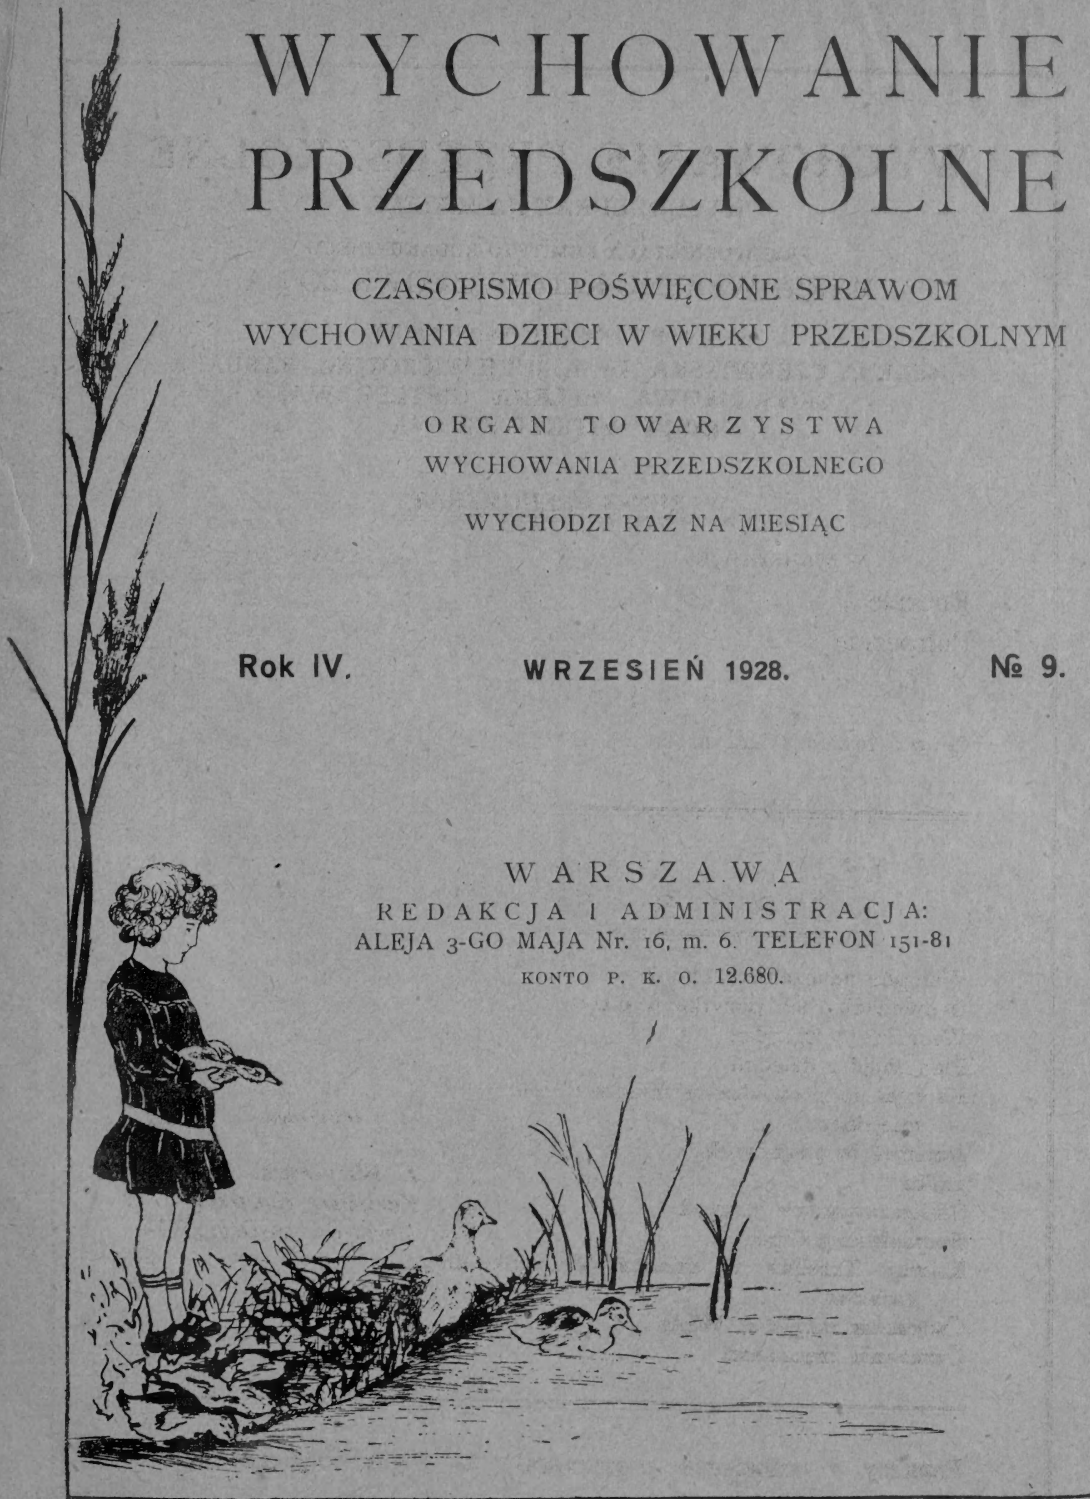 WYCHOWANIE
PRZEDSZKOLNE
CZASOPISMO POŚWIĘCONE SPRAWOM
WYCHOWANIA DZIECI W WIEKU PRZEDSZKOLNYM
ORGAN TOWARZYSTWA
WYCHOWANIA PRZEDSZKOLNEGO
WYCHODZI RAZ NA MIESIĄC
Rok IV. WRZESIEŃ 1928. № 9.
WARSZAWA
REDAKCJA I ADMINISTRACJA:
ALEJA 3-GO MAJA Nr. 16, m. 6. TELEFON 151-81
KONTO P. K. O. 12.680.